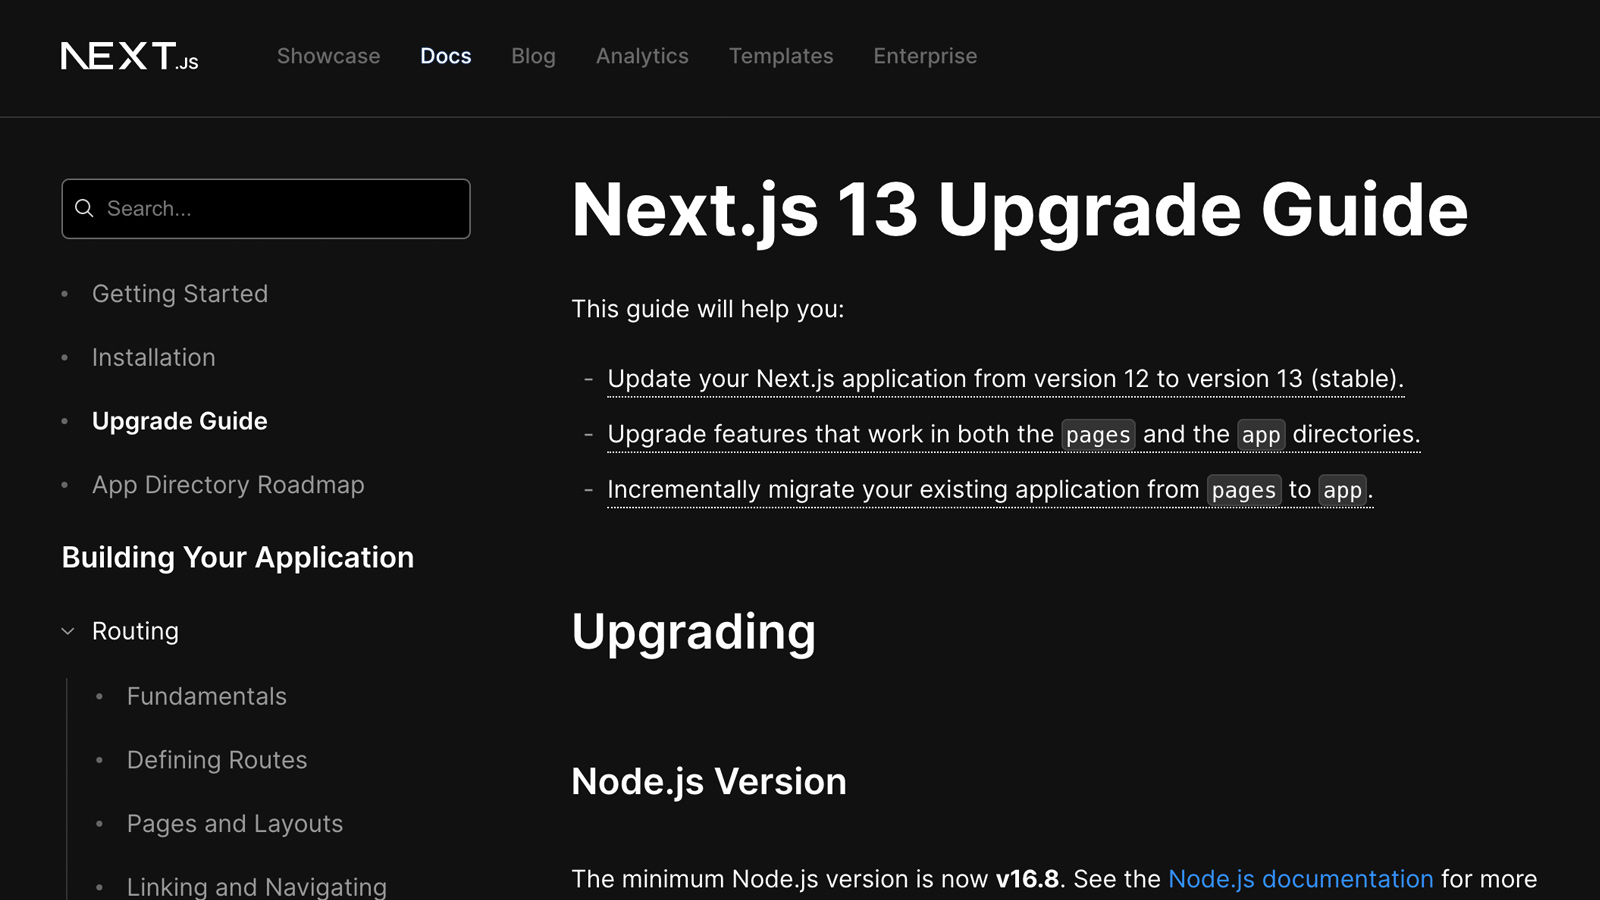 NEXT.JS
Showcase
Docs
Blog
Analytics
Templates
Enterprise
Search...
Getting Started
Installation
Upgrade Guide
App Directory Roadmap
Building Your Application
Routing
Fundamentals
Defining Routes
Pages and Layouts
Linking and Navigating
Next.js 13 Upgrade Guide
This guide will help you:
- Update your Next.js application from version 12 to version 13 (stable).
- Upgrade features that work in both the pages and the app directories.
- Incrementally migrate your existing application from pages to app.
Upgrading
Node.js Version
The minimum Node.js version is now v16.8. See the Node.js documentation for more